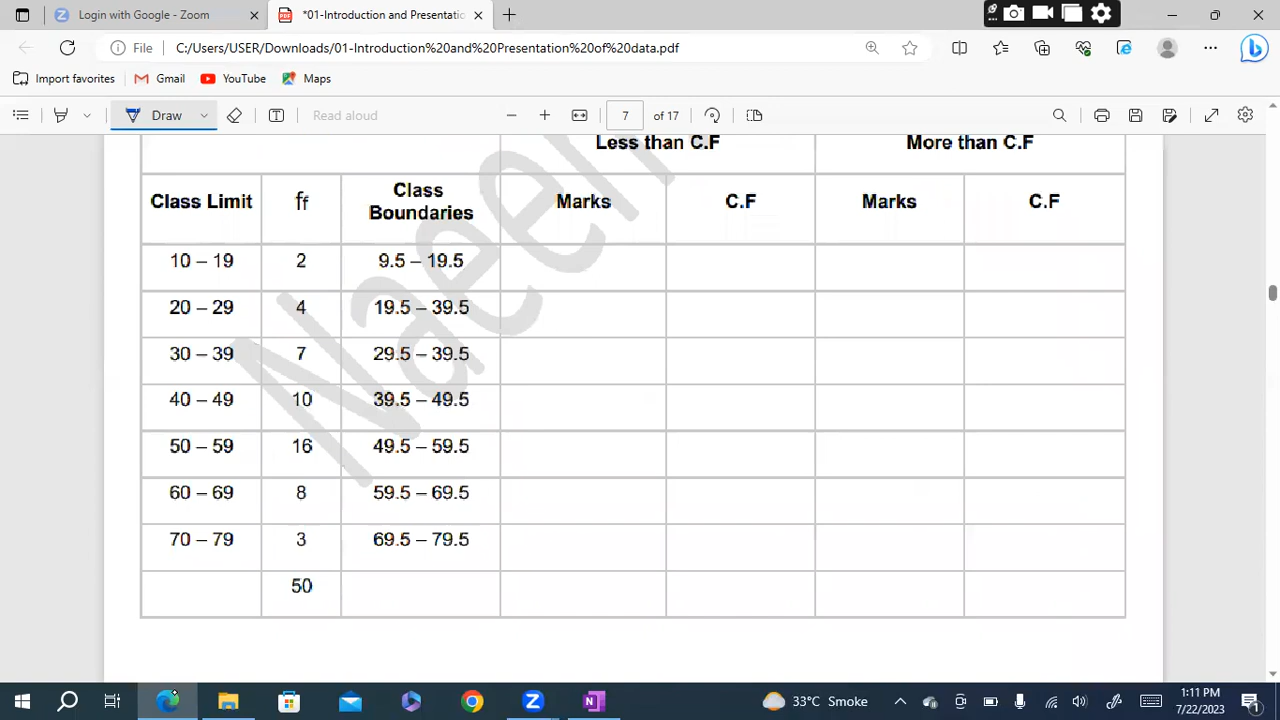 Login with Google - Zoom
*01-Introduction and Presentatio
File
C:/Users/USER/Downloads/01-Introduction%20and%20Presentation%20of%20data.pdf
Import favorites
Gmail
YouTube
Maps
Draw
Read aloud
7
of 17
Less than C.F
More than C.F
Class Limit
f
Class
Boundaries
Marks
C.F
Marks
C.F
10 – 19
2
9.5 – 19.5
20 – 29
4
19.5 – 39.5
30 – 39
7
29.5 – 39.5
40 – 49
10
39.5 – 49.5
50 – 59
16
49.5 – 59.5
60 – 69
8
59.5 – 69.5
70 – 79
3
69.5 – 79.5
50
Naeem
33°C Smoke
1:11 PM
7/22/2023